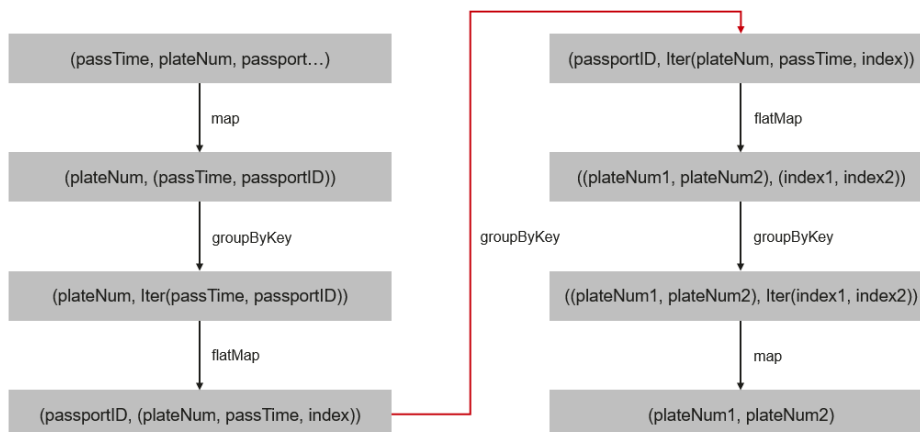 (passTime, plateNum, passport…)
map
(plateNum, (passTime, passportID))
groupByKey
(plateNum, Iter(passTime, passportID))
flatMap
(passportID, (plateNum, passTime, index))
groupByKey
(passportID, Iter(plateNum, passTime, index))
flatMap
((plateNum1, plateNum2), (index1, index2))
groupByKey
((plateNum1, plateNum2), Iter(index1, index2))
map
(plateNum1, plateNum2)